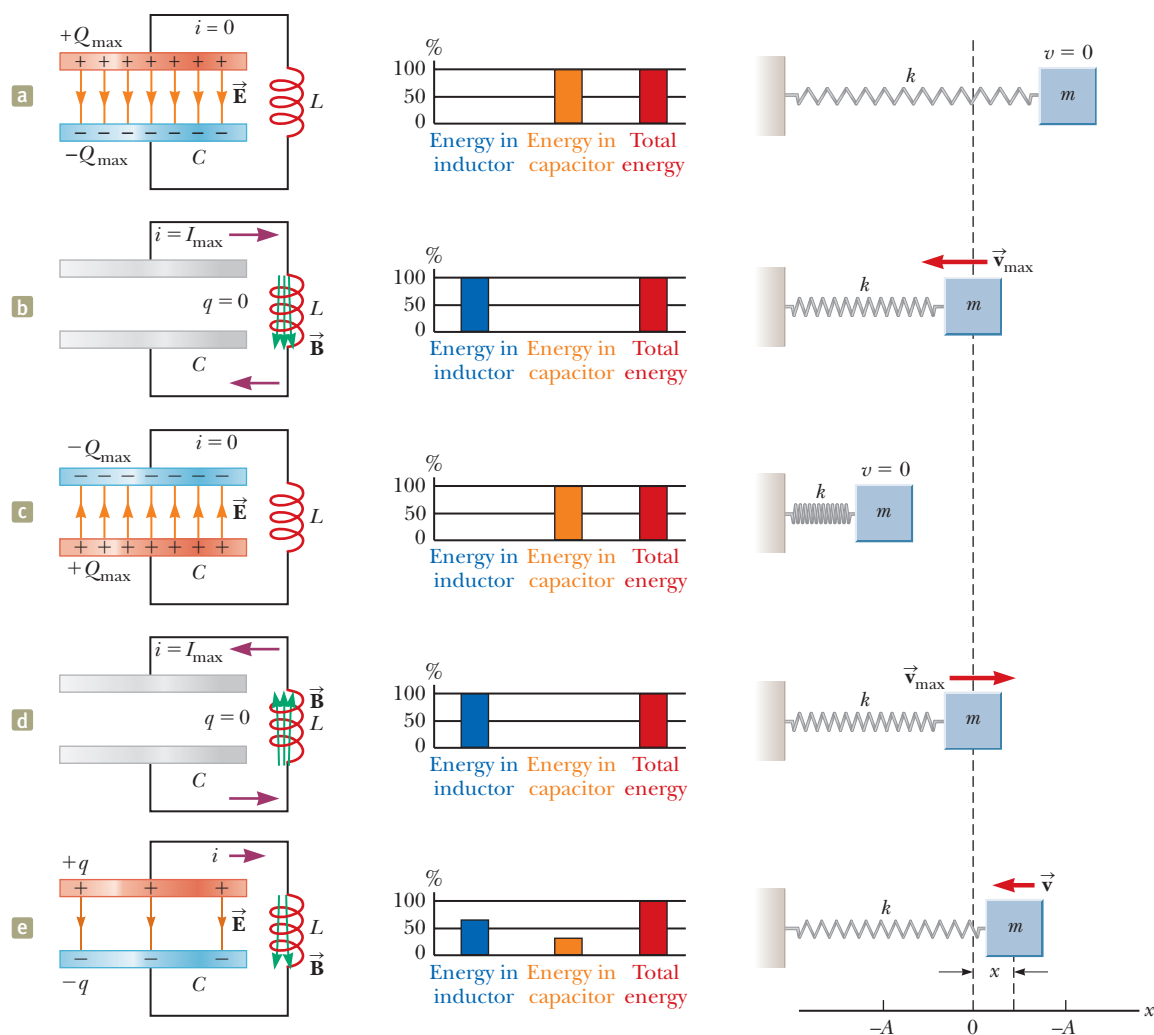 a
+Q_max
i = 0
+ + + + + + +
E
L
− − − − − − −
−Q_max
C
%
100
50
0
Energy in inductor
Energy in capacitor
Total energy
k
v = 0
m
b
i = I_max
q = 0
L
B
C
%
100
50
0
Energy in inductor
Energy in capacitor
Total energy
k
v_max
m
c
−Q_max
i = 0
− − − − − − −
E
L
+ + + + + + +
+Q_max
C
%
100
50
0
Energy in inductor
Energy in capacitor
Total energy
k
v = 0
m
d
i = I_max
q = 0
B
L
C
%
100
50
0
Energy in inductor
Energy in capacitor
Total energy
k
v_max
m
e
+q
i
+ + +
E
L
− − −
−q
C
B
%
100
50
0
Energy in inductor
Energy in capacitor
Total energy
k
v
m
x
−A
0
−A
x